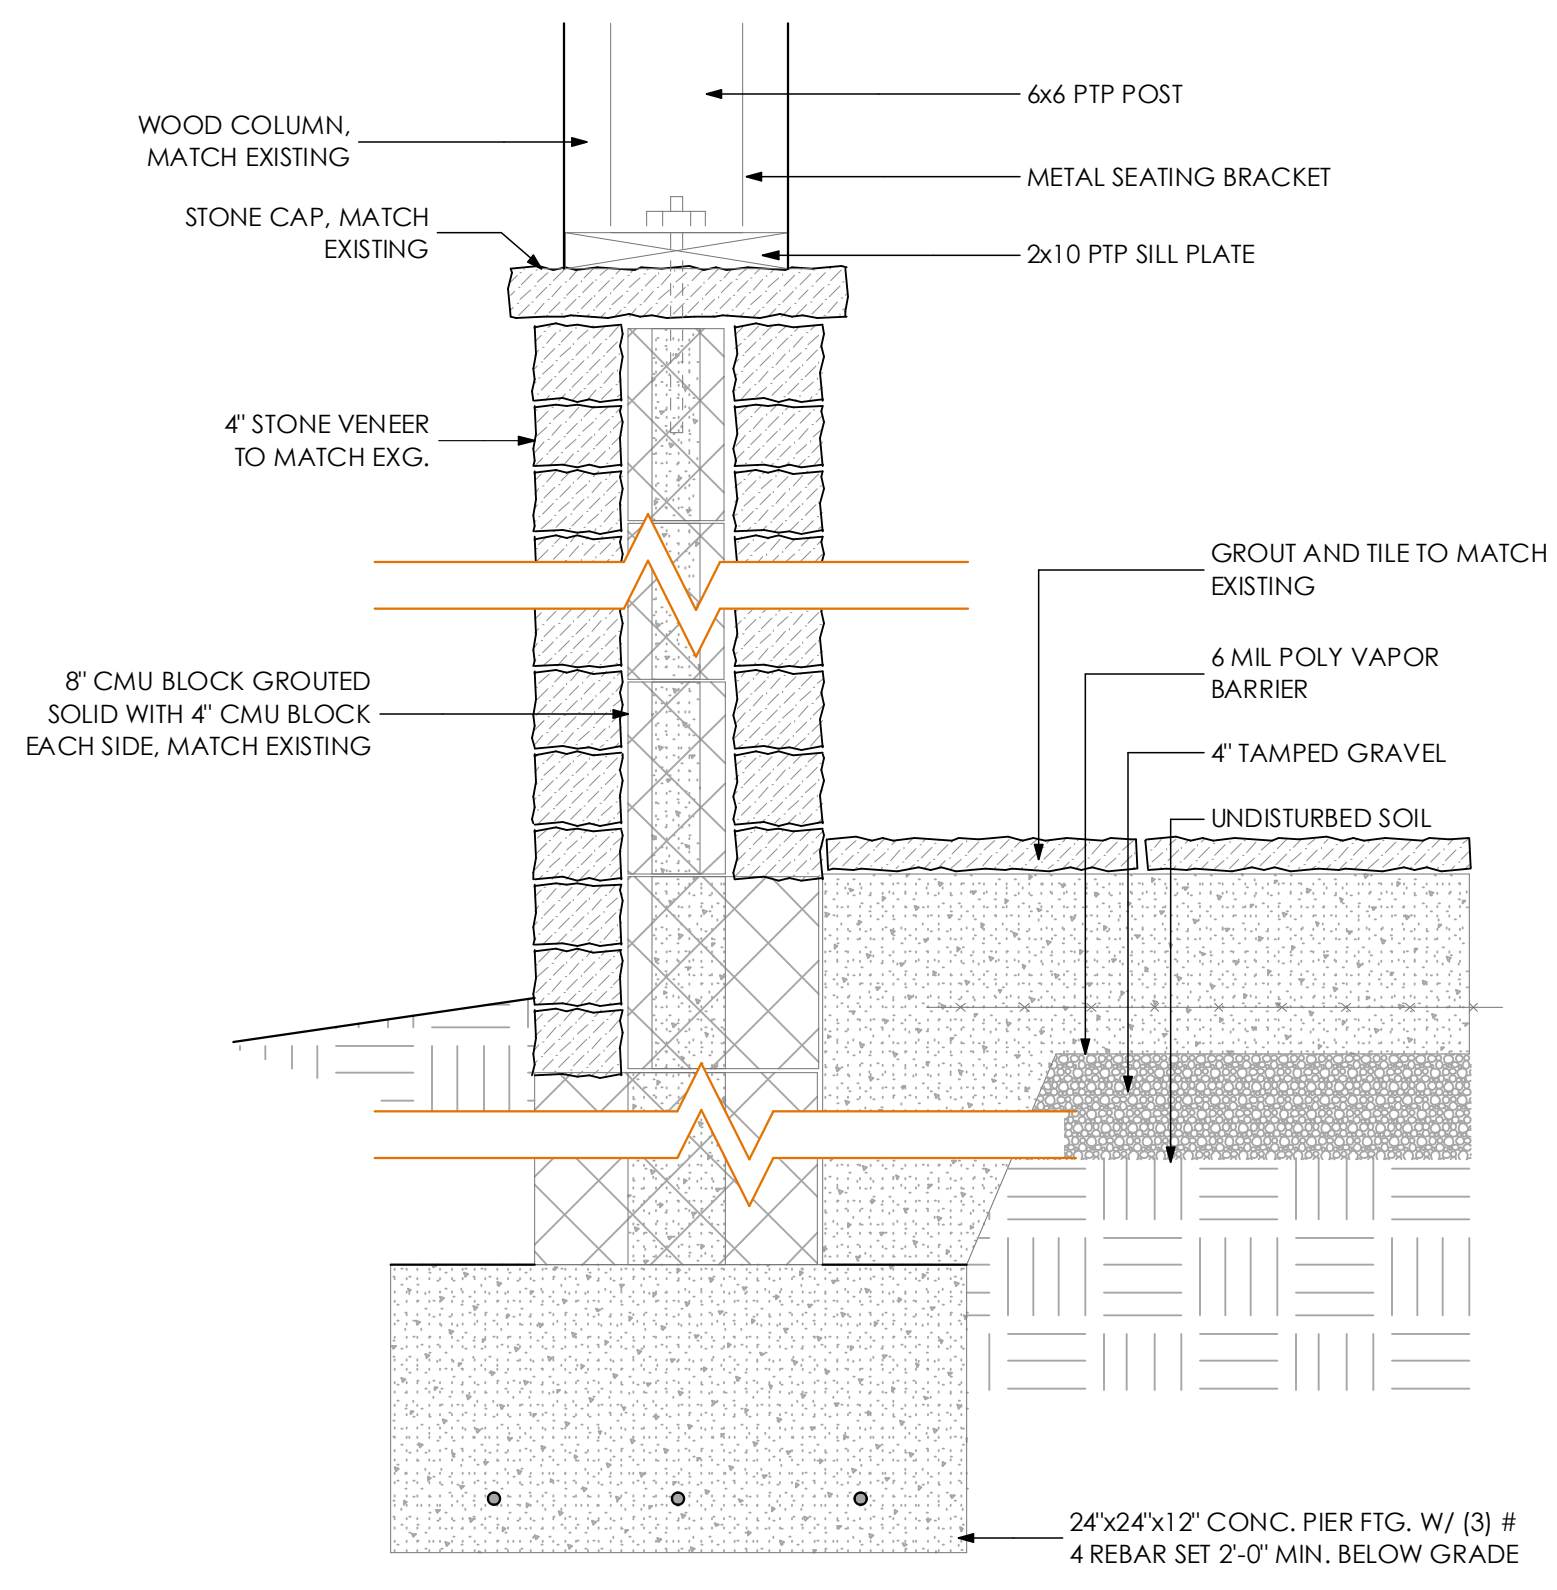 6x6 PTP POST
WOOD COLUMN,
MATCH EXISTING
METAL SEATING BRACKET
STONE CAP, MATCH
EXISTING
2x10 PTP SILL PLATE
4" STONE VENEER
TO MATCH EXG.
GROUT AND TILE TO MATCH
EXISTING
6 MIL POLY VAPOR
BARRIER
8" CMU BLOCK GROUTED
SOLID WITH 4" CMU BLOCK
EACH SIDE, MATCH EXISTING
4" TAMPED GRAVEL
UNDISTURBED SOIL
24"x24"x12" CONC. PIER FTG. W/ (3) #
4 REBAR SET 2'-0" MIN. BELOW GRADE